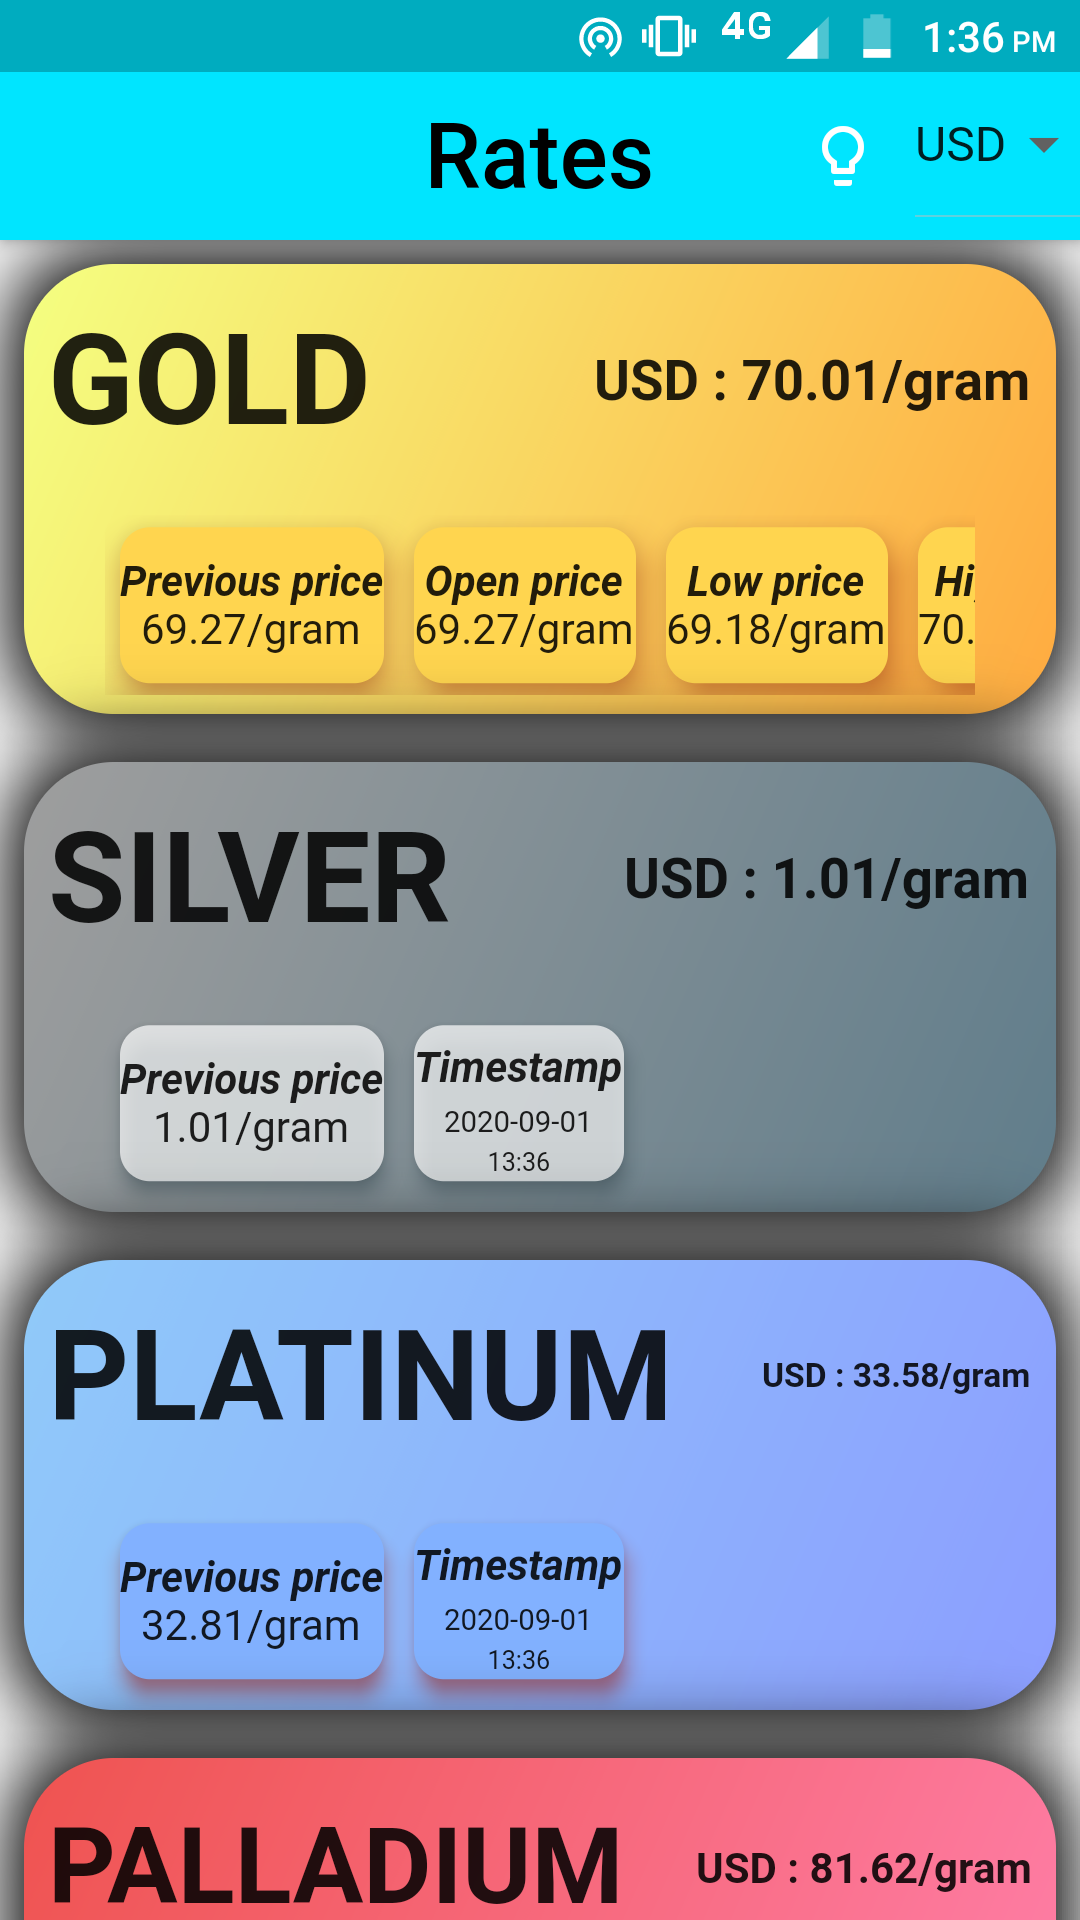 4G 1:36 PM
Rates
USD
GOLD
USD : 70.01/gram
Previous price
69.27/gram
Open price
69.27/gram
Low price
69.18/gram
Hi
70.
SILVER
USD : 1.01/gram
Previous price
1.01/gram
Timestamp
2020-09-01
13:36
PLATINUM
USD : 33.58/gram
Previous price
32.81/gram
Timestamp
2020-09-01
13:36
PALLADIUM
USD : 81.62/gram